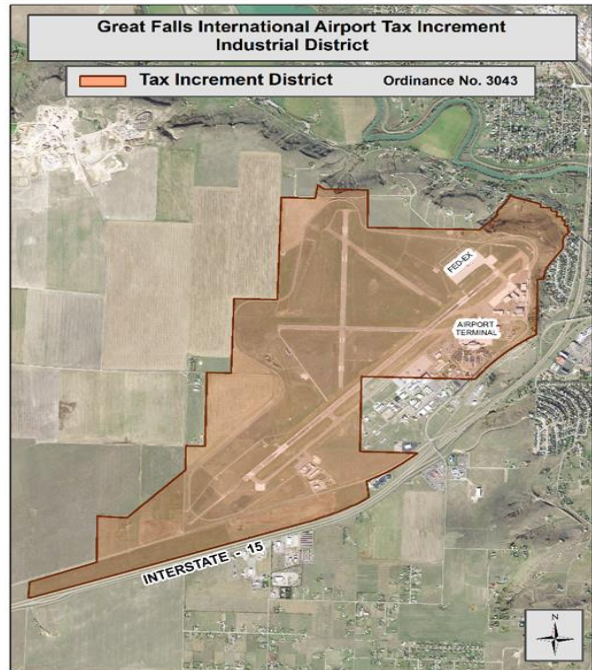 Great Falls International Airport Tax Increment
Industrial District
Tax Increment District Ordinance No. 3043
FED-EX
AIRPORT
TERMINAL
INTERSTATE - 15
N